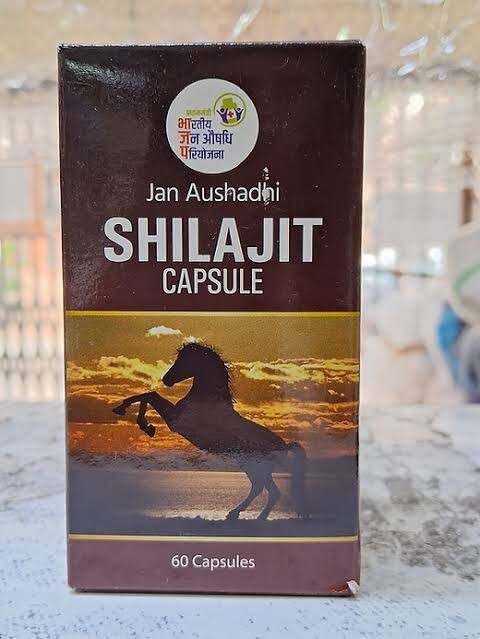 प्रधानमंत्री
भारतीय
जन औषधि
परियोजना
Jan Aushadhi
SHILAJIT
CAPSULE
60 Capsules